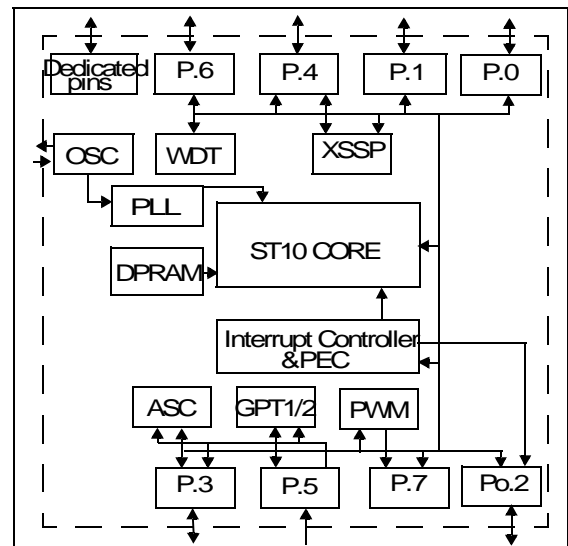 Dedicated
pins
P.6
P.4
P.1
P.0
OSC
WDT
XSSP
PLL
ST10 CORE
DPRAM
Interrupt Controller
&PEC
ASC
GPT1/2
PWM
P.3
P.5
P.7
Po.2